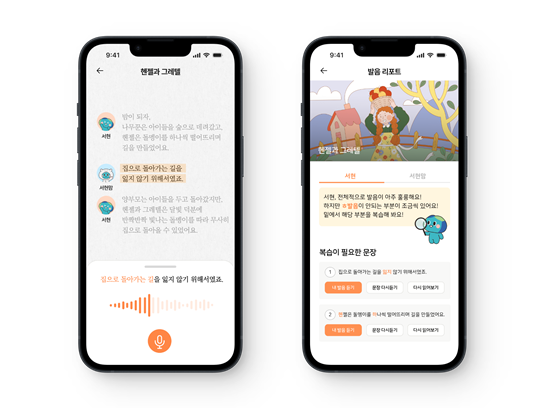 9:41
헨젤과 그레텔
밤이 되자,
나무꾼은 아이들을 숲으로 데려갔고,
헨젤은 돌멩이를 하나씩 떨어뜨리며
길을 만들었어요.
서현
집으로 돌아가는 길을
잃지 않기 위해서였죠.
서현맘
양부모는 아이들을 두고 돌아갔지만,
헨젤과 그레텔은 달빛 덕분에
반짝반짝 빛나는 돌멩이를 따라 무사히
집으로 돌아올 수 있었어요.
서현
집으로 돌아가는 길을 잃지 않기 위해서였죠.
9:41
발음 리포트
헨젤과 그레텔
서현
서현맘
서현, 전체적으로 발음이 아주 훌륭해요!
하지만 ㅎ발음이 안되는 부분이 조금씩 있어요!
밑에서 해당 부분을 복습해 봐요!
복습이 필요한 문장
1 집으로 돌아가는 길을 잃지 않기 위해서였죠.
내 발음 듣기
문장 다시듣기
다시 읽어보기
2 헨젤은 돌멩이를 하나씩 떨어뜨리며 길을 만들었어요.
내 발음 듣기
문장 다시듣기
다시 읽어보기